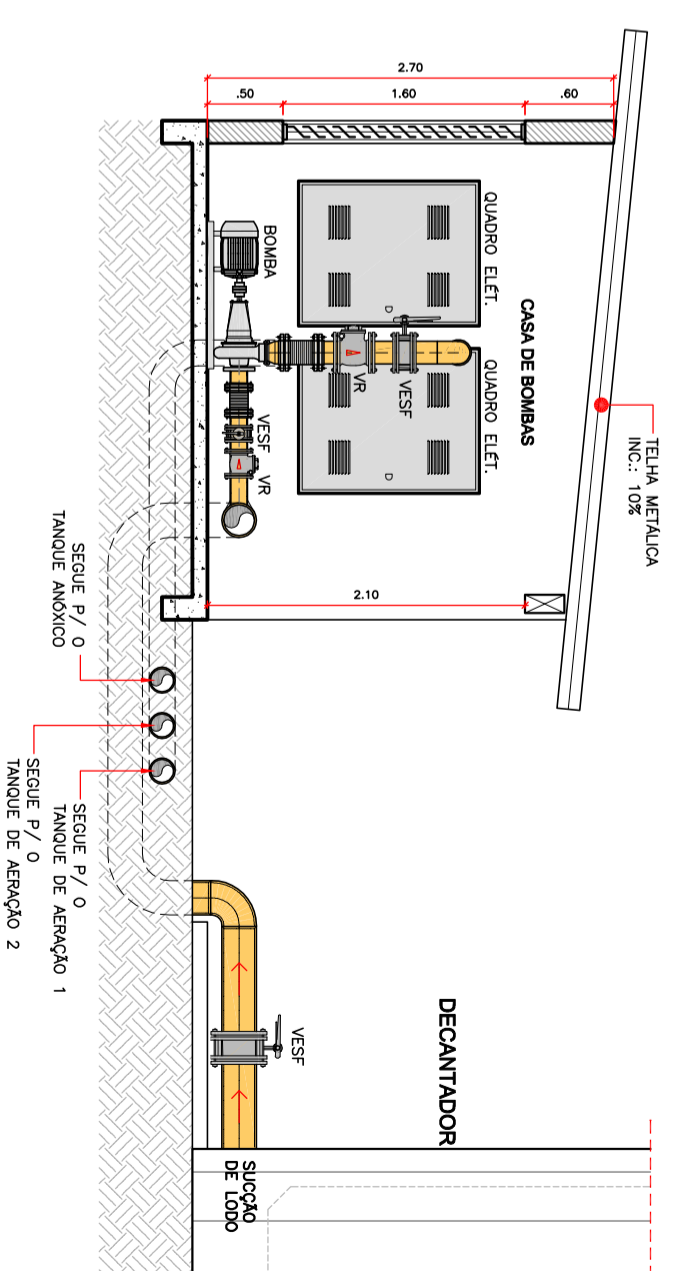 2.70
.50
1.60
.60
QUADRO ELÉT.
QUADRO ELÉT.
CASA DE BOMBAS
BOMBA
VR
VESF
VESF
VR
TELHA METÁLICA
INC.: 10%
2.10
SEGUE P/ O
TANQUE ANÓXICO
SEGUE P/ O
TANQUE DE AERAÇÃO 1
SEGUE P/ O
TANQUE DE AERAÇÃO 2
DECANTADOR
VESF
SUCÇÃO
DE LODO